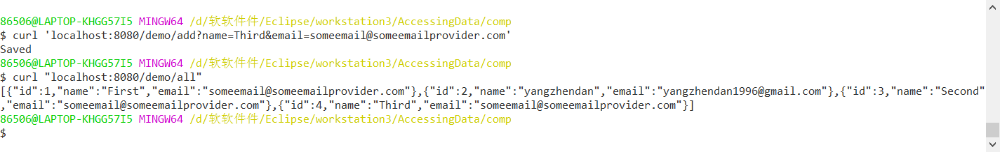 86506@LAPTOP-KHGG57I5 MINGW64 /d/软软件件/Eclipse/workstation3/AccessingData/comp
$ curl 'localhost:8080/demo/add?name=Third&email=someemail@someemailprovider.com'
Saved
86506@LAPTOP-KHGG57I5 MINGW64 /d/软软件件/Eclipse/workstation3/AccessingData/comp
$ curl "localhost:8080/demo/all"
[{"id":1,"name":"First","email":"someemail@someemailprovider.com"},{"id":2,"name":"yangzhendan","email":"yangzhendan1996@gmail.com"},{"id":3,"name":"Second"
,"email":"someemail@someemailprovider.com"},{"id":4,"name":"Third","email":"someemail@someemailprovider.com"}]
86506@LAPTOP-KHGG57I5 MINGW64 /d/软软件件/Eclipse/workstation3/AccessingData/comp
$